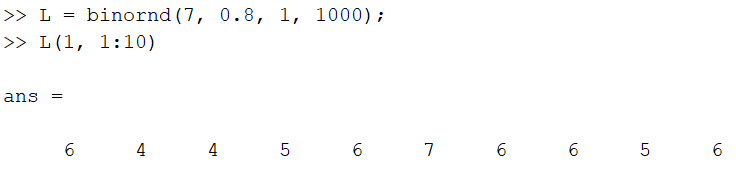 >> L = binornd(7, 0.8, 1, 1000);
>> L(1, 1:10)
ans =
6 4 4 5 6 7 6 6 5 6